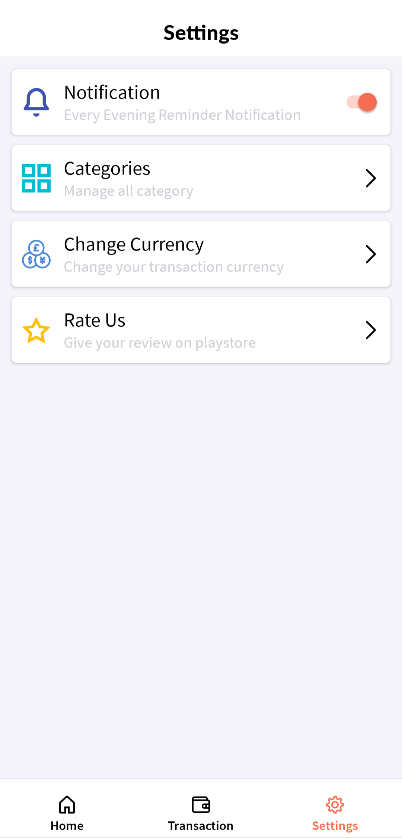 Settings
Notification
Every Evening Reminder Notification
Categories
Manage all category
Change Currency
Change your transaction currency
Rate Us
Give your review on playstore
Home
Transaction
Settings